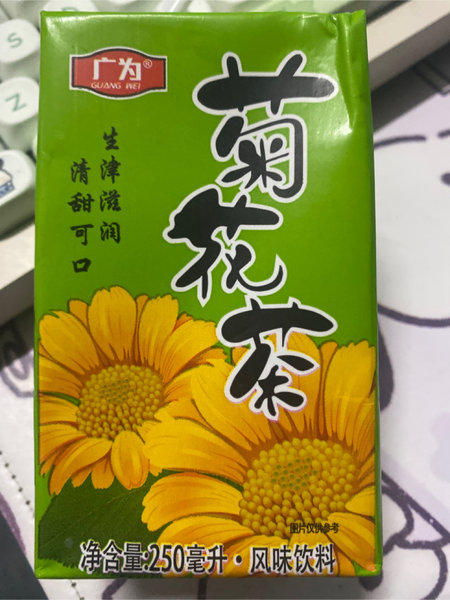 广为®
GUANG WEI
菊花茶
生津滋润
清甜可口
图片仅供参考
净含量:250毫升·风味饮料
S
Z